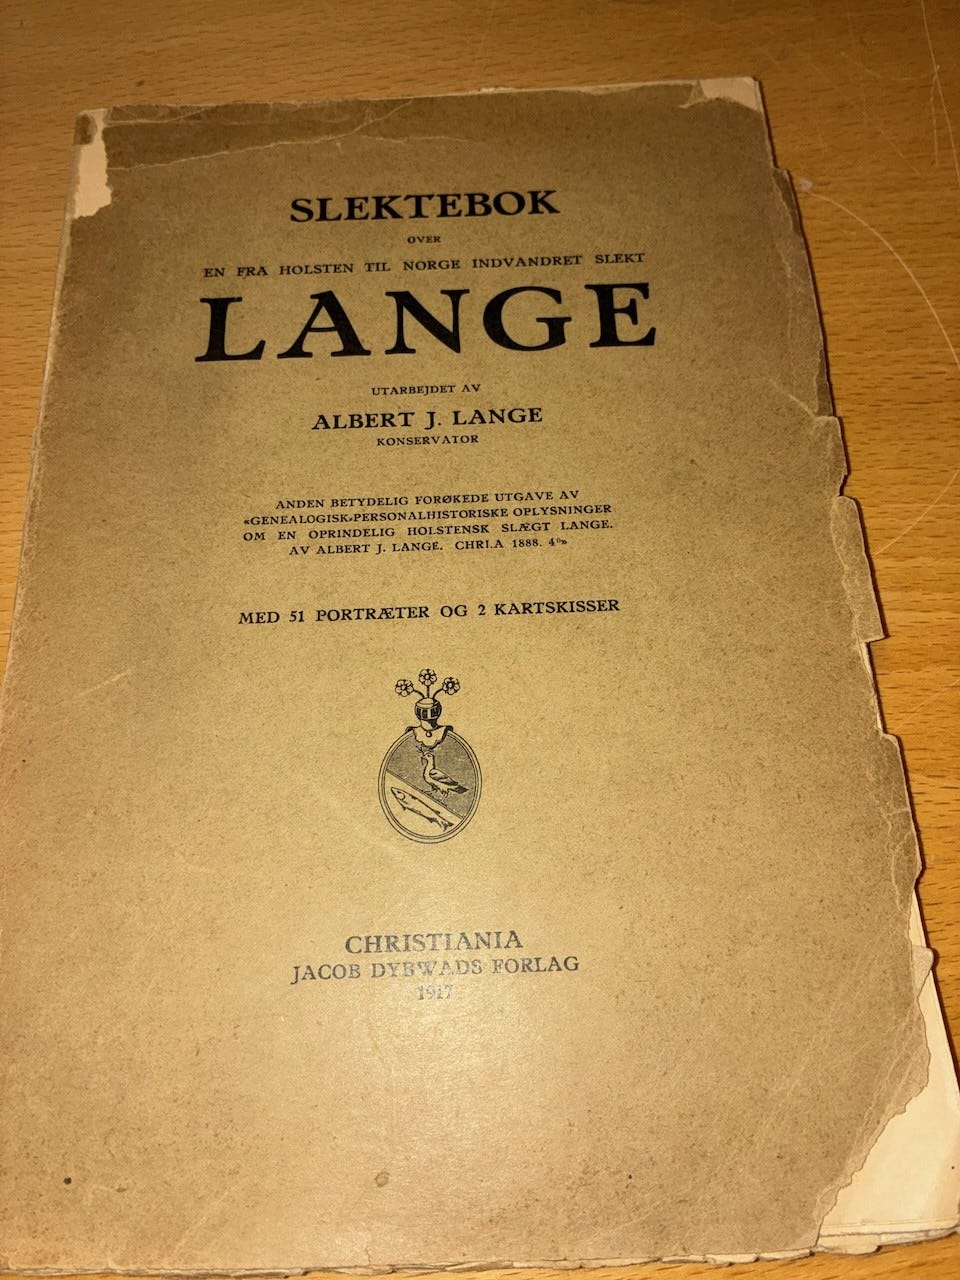 SLEKTEBOK
OVER
EN FRA HOLSTEN TIL NORGE INDVANDRET SLEKT
LANGE
UTARBEJDET AV
ALBERT J. LANGE
KONSERVATOR
ANDEN BETYDELIG FORØKEDE UTGAVE AV
«GENEALOGISK-PERSONALHISTORISKE OPLYSNINGER
OM EN OPRINDELIG HOLSTENSK SLÆGT LANGE.
AV ALBERT J. LANGE. CHRI.A 1888. 4°»
MED 51 PORTRÆTER OG 2 KARTSKISSER
CHRISTIANIA
JACOB DYBWADS FORLAG
1917